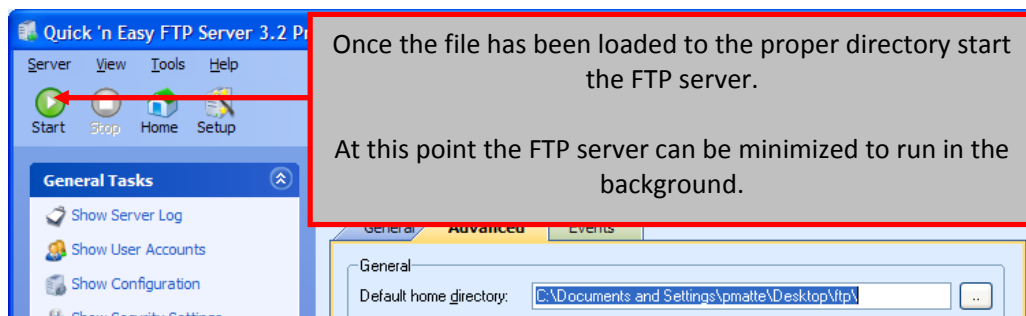 Quick 'n Easy FTP Server 3.2 P
Server View Tools Help
Start Stop Home Setup
Once the file has been loaded to the proper directory start
the FTP server.
At this point the FTP server can be minimized to run in the
background.
General Tasks
Show Server Log
Show User Accounts
Show Configuration
Show Security Settings
General Advanced Events
General
Default home directory: C:\Documents and Settings\pmatte\Desktop\ftp\ ..